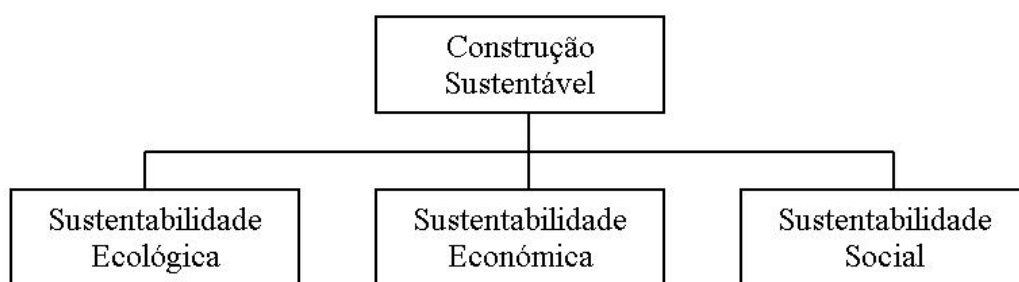 Construção
Sustentável
Sustentabilidade
Ecológica
Sustentabilidade
Económica
Sustentabilidade
Social